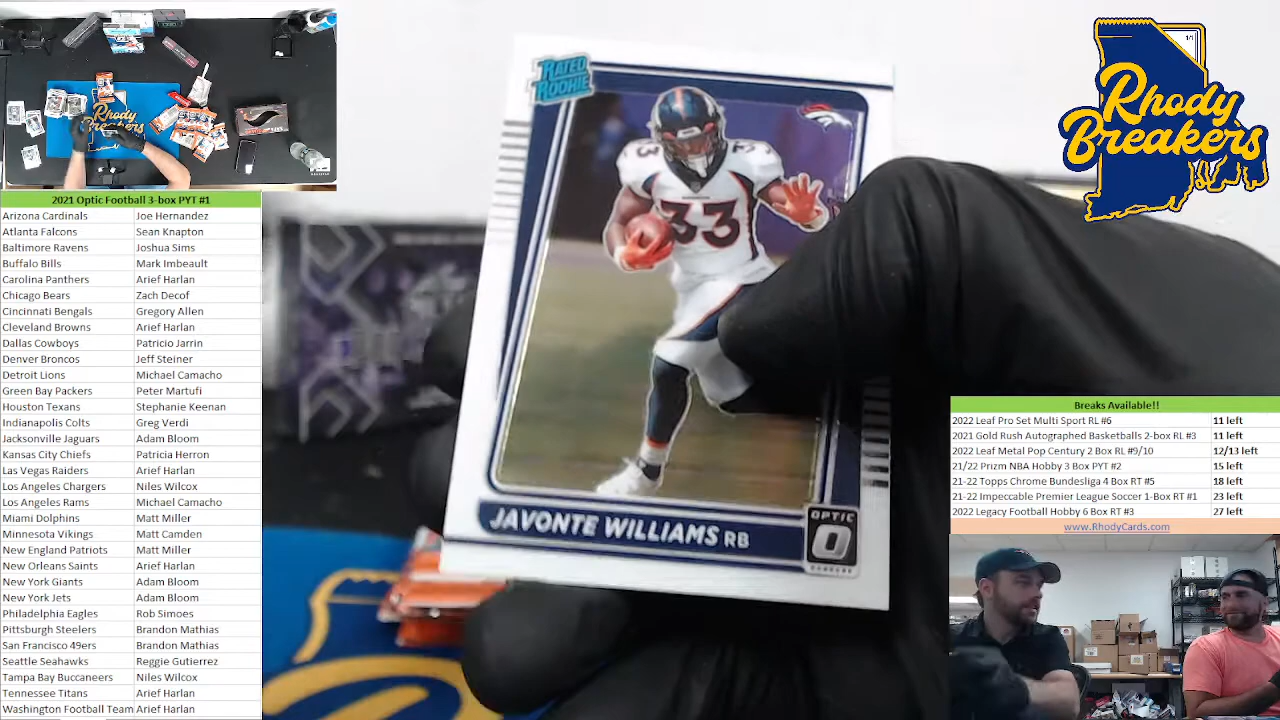 2021 Optic Football 3-box PYT #1
Arizona Cardinals Joe Hernandez
Atlanta Falcons Sean Knapton
Baltimore Ravens Joshua Sims
Buffalo Bills Mark Imbeault
Carolina Panthers Arief Harlan
Chicago Bears Zach Decof
Cincinnati Bengals Gregory Allen
Cleveland Browns Arief Harlan
Dallas Cowboys Patricio Jarrin
Denver Broncos Jeff Steiner
Detroit Lions Michael Camacho
Green Bay Packers Peter Martufi
Houston Texans Stephanie Keenan
Indianapolis Colts Greg Verdi
Jacksonville Jaguars Adam Bloom
Kansas City Chiefs Patricia Herron
Las Vegas Raiders Arief Harlan
Los Angeles Chargers Niles Wilcox
Los Angeles Rams Michael Camacho
Miami Dolphins Matt Miller
Minnesota Vikings Matt Camden
New England Patriots Matt Miller
New Orleans Saints Arief Harlan
New York Giants Adam Bloom
New York Jets Adam Bloom
Philadelphia Eagles Rob Simoes
Pittsburgh Steelers Brandon Mathias
San Francisco 49ers Brandon Mathias
Seattle Seahawks Reggie Gutierrez
Tampa Bay Buccaneers Niles Wilcox
Tennessee Titans Arief Harlan
Washington Football Team Arief Harlan
Rhody
Breakers
RATED
ROOKIE
33
33
JAVONTE WILLIAMS RB
OPTIC
O
DONRUSS
1/1
Rhody
Breakers
Breaks Available!!
2022 Leaf Pro Set Multi Sport RL #6 11 left
2021 Gold Rush Autographed Basketballs 2-box RL #3 11 left
2022 Leaf Metal Pop Century 2 Box RL #9/10 12/13 left
21/22 Prizm NBA Hobby 3 Box PYT #2 15 left
21-22 Topps Chrome Bundesliga 4 Box RT #5 18 left
21-22 Impeccable Premier League Soccer 1-Box RT #1 23 left
2022 Legacy Football Hobby 6 Box RT #3 27 left
www.RhodyCards.com